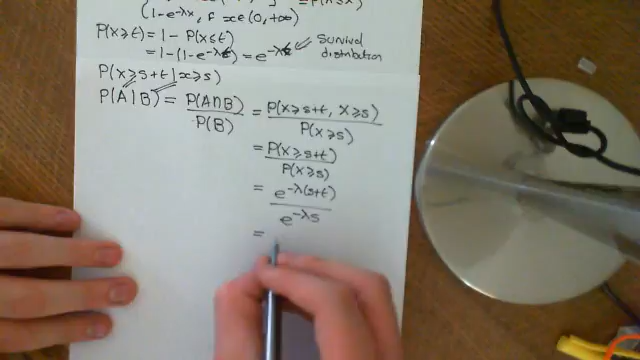 = P(X≤x)
(1-e^-λx, if x∈(0,+∞)
P(X≥t) = 1 - P(X≤t)
= 1-(1-e^-λt) = e^-λt Survival distribution
P(X≥s+t|X≥s)
P(A|B) = P(A∩B)/P(B) = P(X≥s+t, X≥s)/P(X≥s)
= P(X≥s+t)/P(X≥s)
= e^-λ(s+t)/e^-λs
=